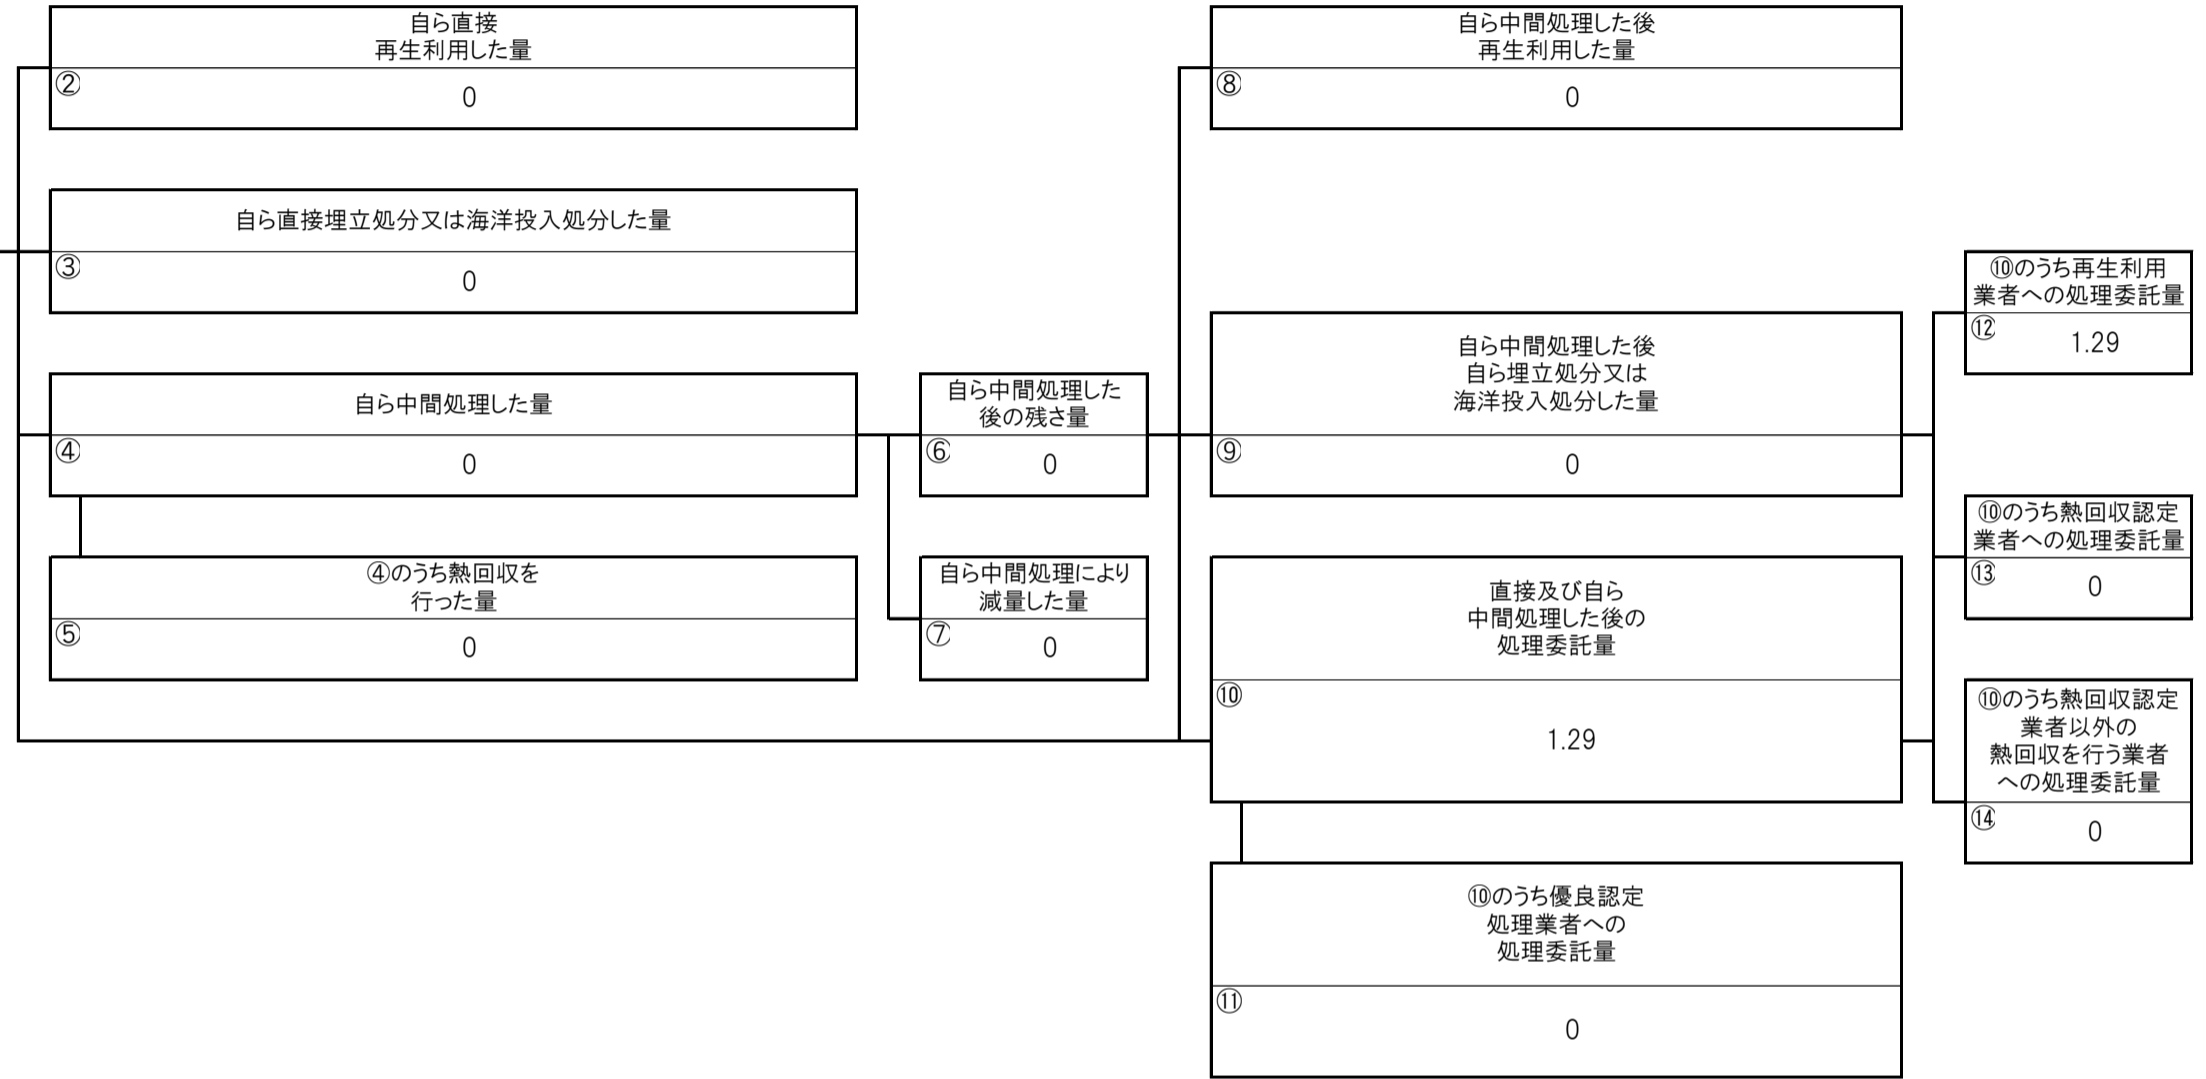 自ら直接
再生利用した量
②
0
自ら中間処理した後
再生利用した量
⑧
0
自ら直接埋立処分又は海洋投入処分した量
③
0
自ら中間処理した量
④
0
自ら中間処理した
後の残さ量
⑥
0
自ら中間処理した後
自ら埋立処分又は
海洋投入処分した量
⑨
0
⑩のうち再生利用
業者への処理委託量
⑫
1.29
④のうち熱回収を
行った量
⑤
0
自ら中間処理により
減量した量
⑦
0
直接及び自ら
中間処理した後の
処理委託量
⑩
1.29
⑩のうち熱回収認定
業者への処理委託量
⑬
0
⑩のうち熱回収認定
業者以外の
熱回収を行う業者
への処理委託量
⑭
0
⑩のうち優良認定
処理業者への
処理委託量
⑪
0